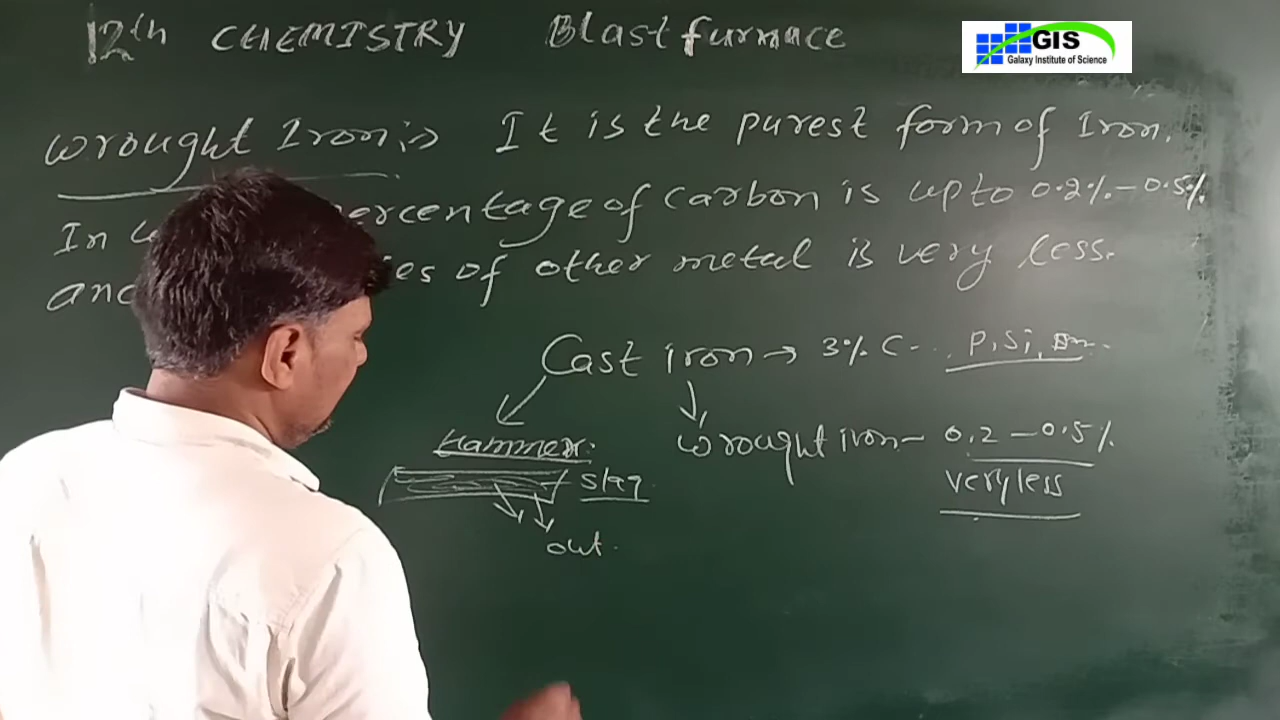 12th CHEMISTRY Blast furnace
GIS
Galaxy Institute of Science
Wrought Iron:→ It is the purest form of Iron.
In percentage of carbon is upto 0.2%-0.5%
and of other metal is very less.
Cast iron → 3% C... P, Si,
Hammer.
wrought iron - 0.2 - 0.5%
slag
very less
out.